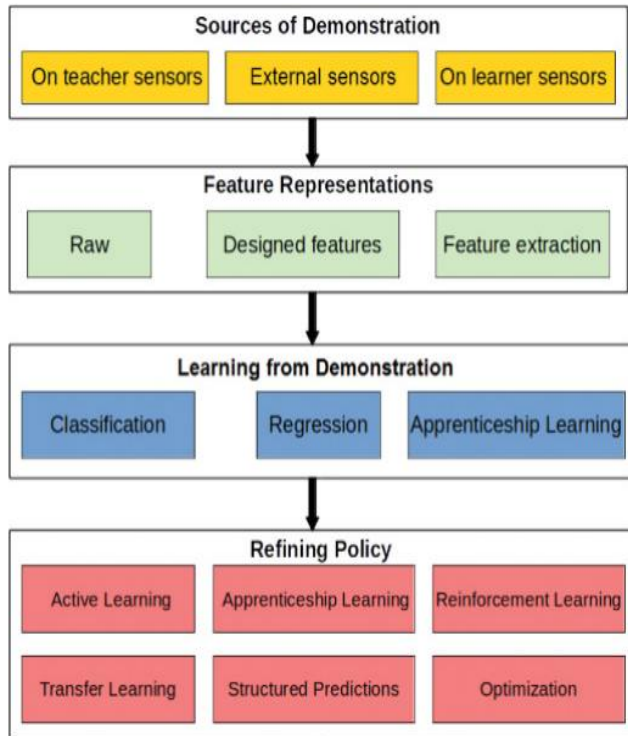 Sources of Demonstration
On teacher sensors
External sensors
On learner sensors
Feature Representations
Raw
Designed features
Feature extraction
Learning from Demonstration
Classification
Regression
Apprenticeship Learning
Refining Policy
Active Learning
Apprenticeship Learning
Reinforcement Learning
Transfer Learning
Structured Predictions
Optimization